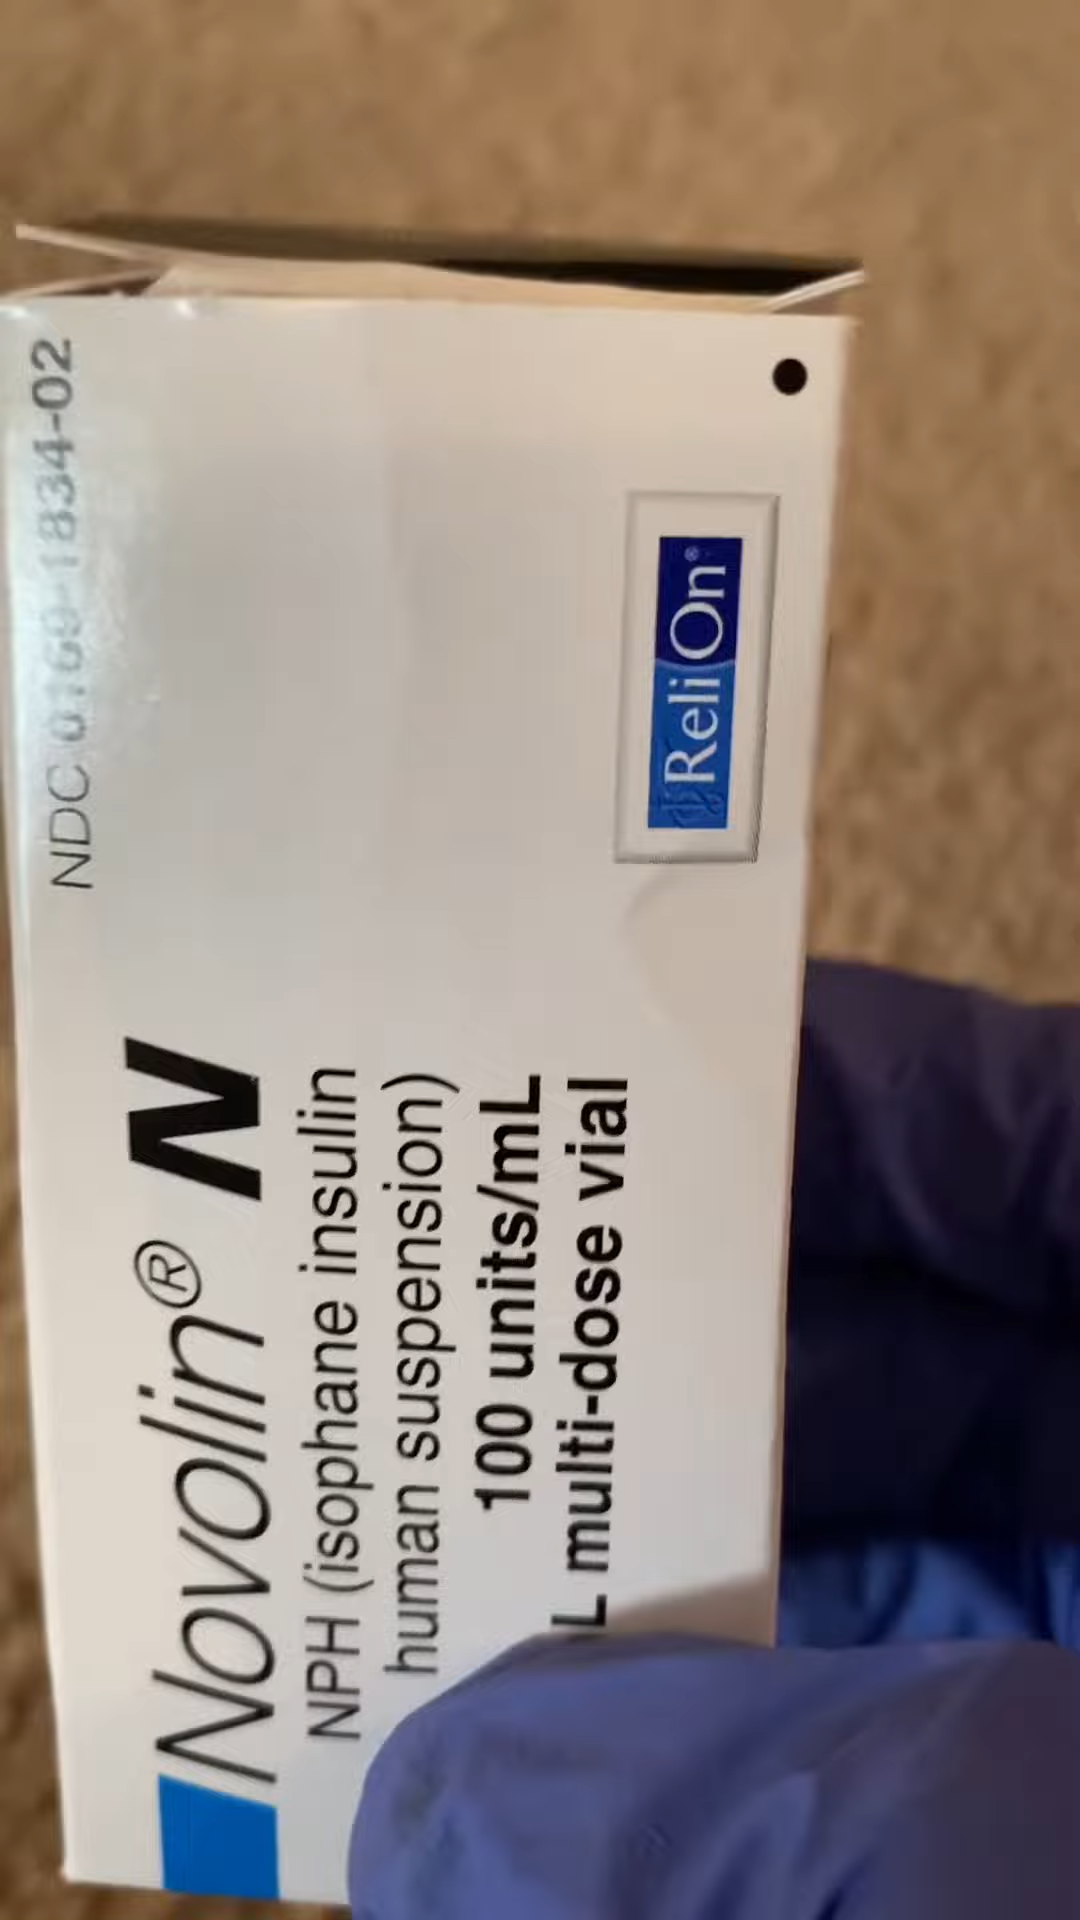 NDC 0169-1834-02
Novolin® N
NPH (isophane insulin
human suspension)
100 units/mL
L multi-dose vial
ReliOn®